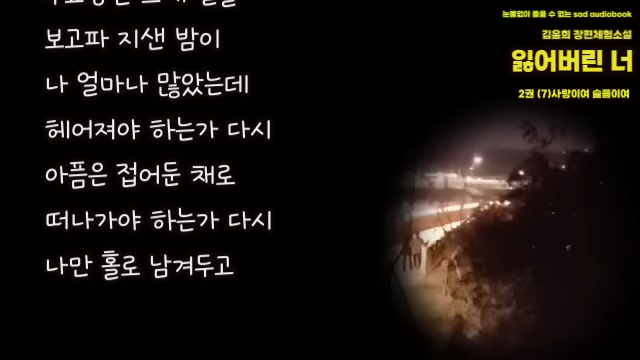 보고파 지샌 밤이
나 얼마나 많았는데
헤어져야 하는가 다시
아픔은 접어둔 채로
떠나가야 하는가 다시
나만 홀로 남겨두고
눈물없이 들을 수 없는 sad audiobook
김윤희 장편체험소설
잃어버린 너
2권 (7)사랑이여 슬픔이여